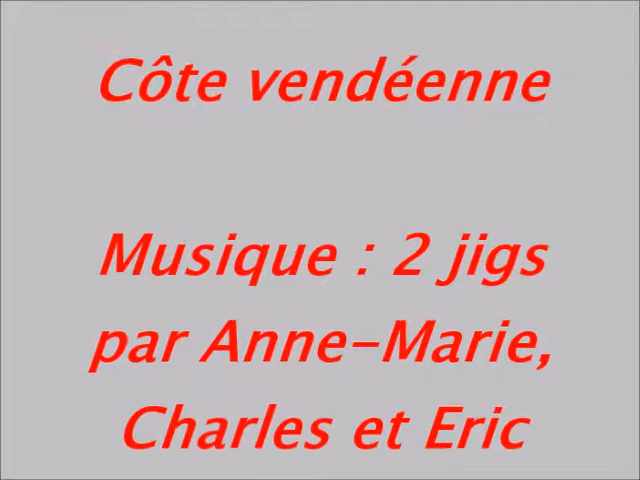 Côte vendéenne
Musique : 2 jigs
par Anne-Marie,
Charles et Eric